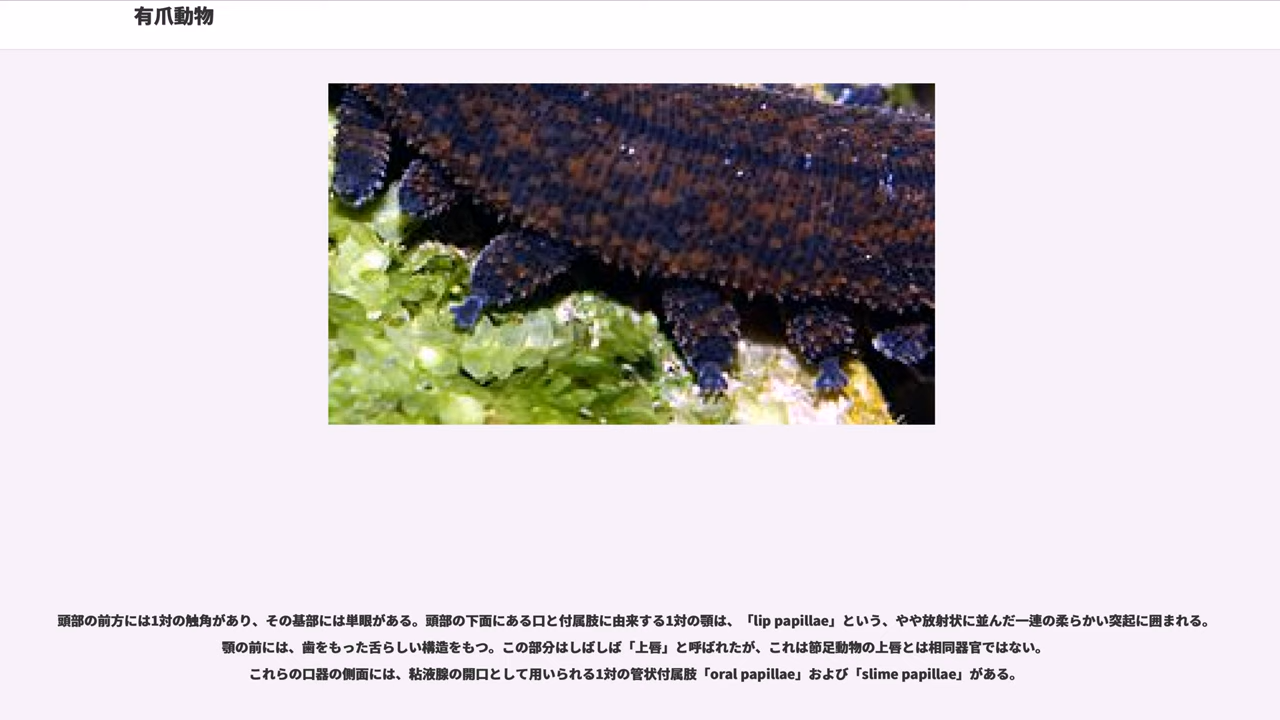 有爪動物
頭部の前方には1対の触角があり、その基部には単眼がある。頭部の下面にある口と付属肢に由来する1対の顎は、「lip papillae」という、やや放射状に並んだ一連の柔らかい突起に囲まれる。
顎の前には、歯をもった舌らしい構造をもつ。この部分はしばしば「上唇」と呼ばれたが、これは節足動物の上唇とは相同器官ではない。
これらの口器の側面には、粘液腺の開口として用いられる1対の管状付属肢「oral papillae」および「slime papillae」がある。